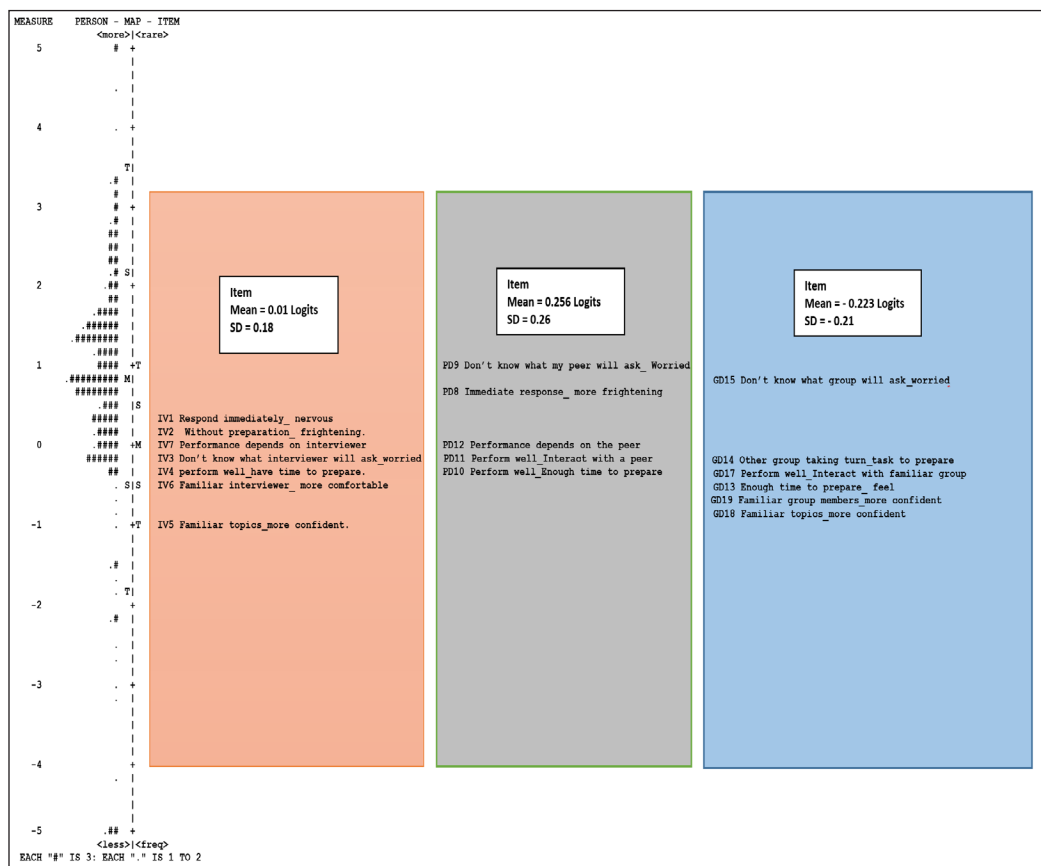 MEASURE PERSON - MAP - ITEM
<more>|<rare>
5 # +
|
|
. |
|
4 . +
|
T|
.# |
# |
3 # +
.# |
## |
## |
## |
.# S|
2 .## +
## |
.#### |
.###### |
.######## |
.#### |
1 #### +T
.######### M|
######## |
.### |S
##### |
.#### |
0 .#### +M
###### |
## |
. S|S
. |
-1 . +T
|
.# |
. |
. T|
-2 +
.# |
. |
. |
-3 . +
. |
|
-4 +
. |
|
-5 .## +
<less>|<freq>
EACH "#" IS 3: EACH "." IS 1 TO 2
Item
Mean = 0.01 Logits
SD = 0.18
IV1 Respond immediately_ nervous
IV2 Without preparation_ frightening.
IV7 Performance depends on interviewer
IV3 Don't know what interviewer will ask_worried
IV4 perform well_have time to prepare.
IV6 Familiar interviewer_ more comfortable
IV5 Familiar topics_more confident.
Item
Mean = 0.256 Logits
SD = 0.26
PD9 Don't know what my peer will ask_ Worried
PD8 Immediate response_ more frightening
PD12 Performance depends on the peer
PD11 Perform well_Interact with a peer
PD10 Perform well_Enough time to prepare
Item
Mean = - 0.223 Logits
SD = - 0.21
GD15 Don't know what group will ask_worried
GD14 Other group taking turn_task to prepare
GD17 Perform well_Interact with familiar group
GD13 Enough time to prepare_ feel
GD19 Familiar group members_more confident
GD18 Familiar topics_more confident